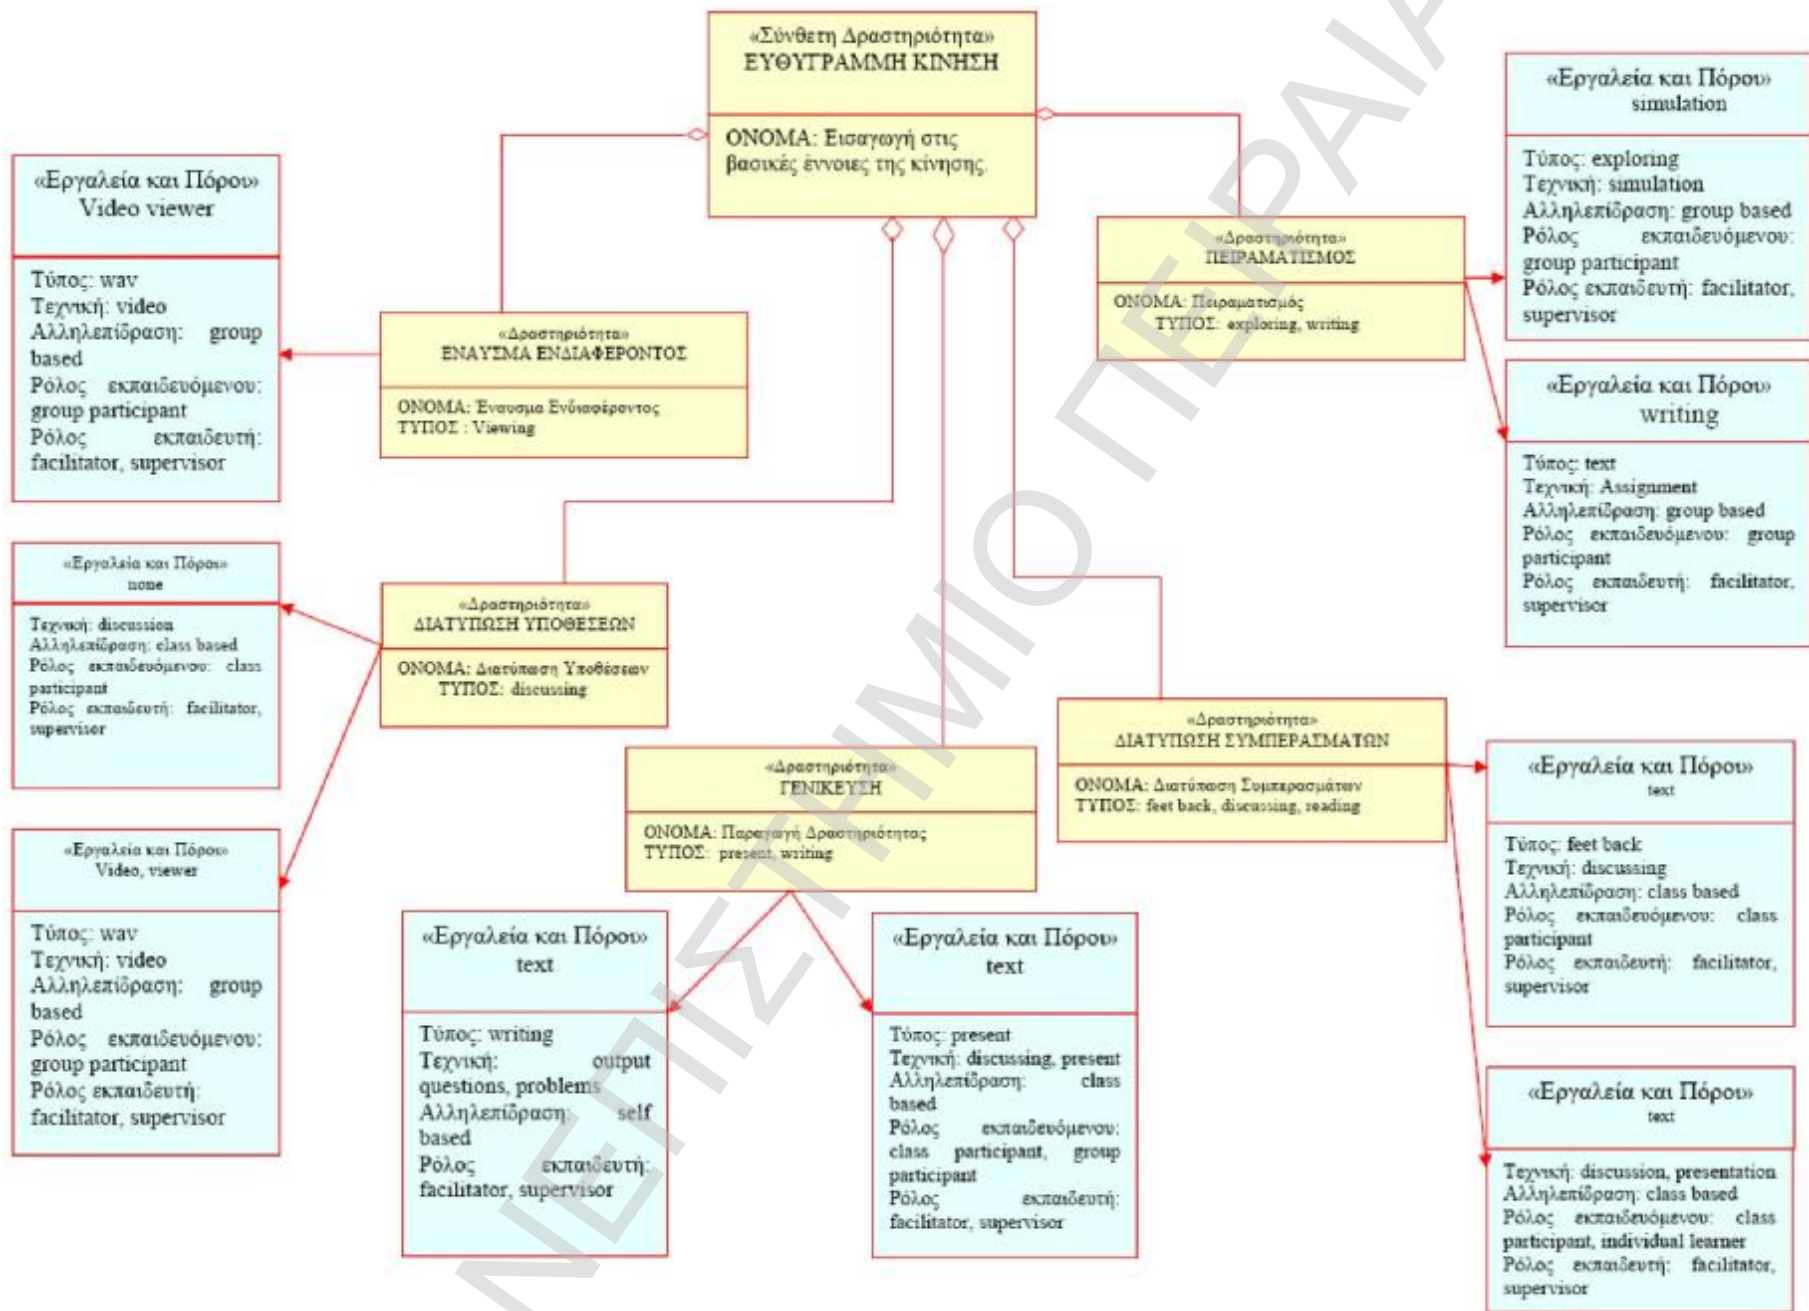 «Σύνθετη Δραστηριότητα»
ΕΥΘΥΓΡΑΜΜΗ ΚΙΝΗΣΗ
ΟΝΟΜΑ: Εισαγωγή στις
βασικές έννοιες της κίνησης.
«Εργαλεία και Πόροι»
Video viewer
Τύπος: wav
Τεχνική: video
Αλληλεπίδραση: group
based
Ρόλος εκπαιδευόμενου:
group participant
Ρόλος εκπαιδευτή:
facilitator, supervisor
«Δραστηριότητα»
ΕΝΑΥΣΜΑ ΕΝΔΙΑΦΕΡΟΝΤΟΣ
ΟΝΟΜΑ: Έναυσμα Ενδιαφέροντος
ΤΥΠΟΣ : Viewing
«Δραστηριότητα»
ΠΕΙΡΑΜΑΤΙΣΜΟΣ
ΟΝΟΜΑ: Πειραματισμός
ΤΥΠΟΣ: exploring, writing
«Εργαλεία και Πόροι»
simulation
Τύπος: exploring
Τεχνική: simulation
Αλληλεπίδραση: group based
Ρόλος εκπαιδευόμενου:
group participant
Ρόλος εκπαιδευτή: facilitator,
supervisor
«Εργαλεία και Πόροι»
writing
Τύπος: text
Τεχνική: Assignment
Αλληλεπίδραση: group based
Ρόλος εκπαιδευόμενου: group
participant
Ρόλος εκπαιδευτή: facilitator,
supervisor
«Εργαλεία και Πόροι»
none
Τεχνική: discussion
Αλληλεπίδραση: class based
Ρόλος εκπαιδευόμενου: class
participant
Ρόλος εκπαιδευτή: facilitator,
supervisor
«Δραστηριότητα»
ΔΙΑΤΥΠΩΣΗ ΥΠΟΘΕΣΕΩΝ
ΟΝΟΜΑ: Διατύπωση Υποθέσεων
ΤΥΠΟΣ: discussing
«Εργαλεία και Πόροι»
Video, viewer
Τύπος: wav
Τεχνική: video
Αλληλεπίδραση: group
based
Ρόλος εκπαιδευόμενου:
group participant
Ρόλος εκπαιδευτή:
facilitator, supervisor
«Δραστηριότητα»
ΓΕΝΙΚΕΥΣΗ
ΟΝΟΜΑ: Παραγωγή Δραστηριότητας
ΤΥΠΟΣ: present, writing
«Εργαλεία και Πόροι»
text
Τύπος: writing
Τεχνική: output
questions, problems
Αλληλεπίδραση: self
based
Ρόλος εκπαιδευτή:
facilitator, supervisor
«Εργαλεία και Πόροι»
text
Τύπος: present
Τεχνική: discussing, present
Αλληλεπίδραση: class
based
Ρόλος εκπαιδευόμενου:
class participant, group
participant
Ρόλος εκπαιδευτή:
facilitator, supervisor
«Δραστηριότητα»
ΔΙΑΤΥΠΩΣΗ ΣΥΜΠΕΡΑΣΜΑΤΩΝ
ΟΝΟΜΑ: Διατύπωση Συμπερασμάτων
ΤΥΠΟΣ: feet back, discussing, reading
«Εργαλεία και Πόροι»
text
Τύπος: feet back
Τεχνική: discussing
Αλληλεπίδραση: class based
Ρόλος εκπαιδευόμενου: class
participant
Ρόλος εκπαιδευτή: facilitator,
supervisor
«Εργαλεία και Πόροι»
text
Τεχνική: discussion, presentation
Αλληλεπίδραση: class based
Ρόλος εκπαιδευόμενου: class
participant, individual learner
Ρόλος εκπαιδευτή: facilitator,
supervisor